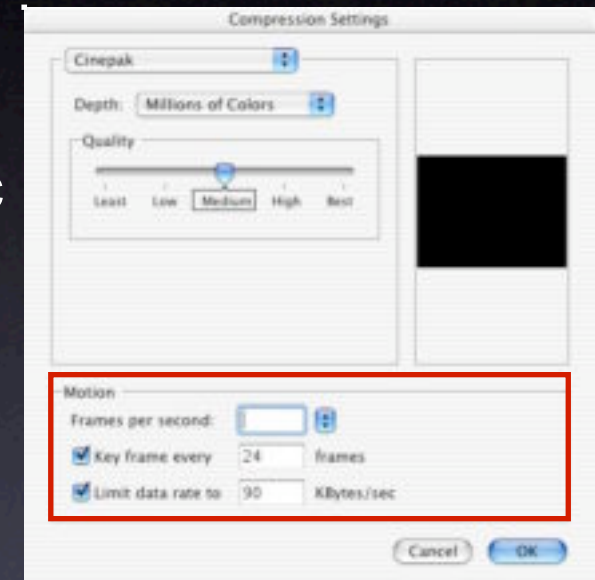 Compression Settings
Cinepak
Depth: Millions of Colors
Quality
Least Low Medium High Best
Motion
Frames per second:
Key frame every 24 frames
Limit data rate to 90 KBytes/sec
Cancel OK